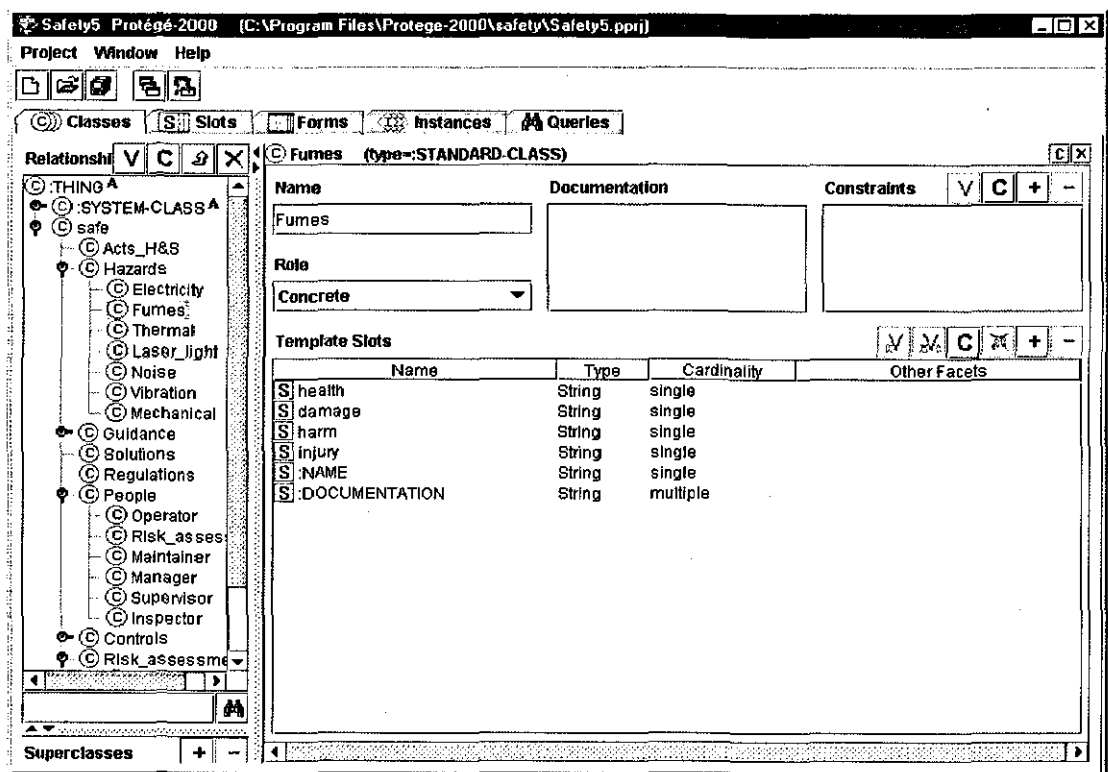 Safety5 Protégé-2000 (C:\Program Files\Protege-2000\safety\Safety5.pprj)
Project Window Help
C Classes S Slots Forms Instances Queries
Relationshi V C X
C Fumes (type=:STANDARD-CLASS) C X
C :THING A
C :SYSTEM-CLASS A
C safe
C Acts_H&S
C Hazards
C Electricity
C Fumes
C Thermal
C Laser_light
C Noise
C Vibration
C Mechanical
C Guidance
C Solutions
C Regulations
C People
C Operator
C Risk_asses
C Maintainer
C Manager
C Supervisor
C Inspector
C Controls
C Risk_assessme
Superclasses + -
Name Documentation Constraints V C + -
Fumes
Role
Concrete
Template Slots V V C + -
Name Type Cardinality Other Facets
S health String single
S damage String single
S harm String single
S injury String single
S :NAME String single
S :DOCUMENTATION String multiple